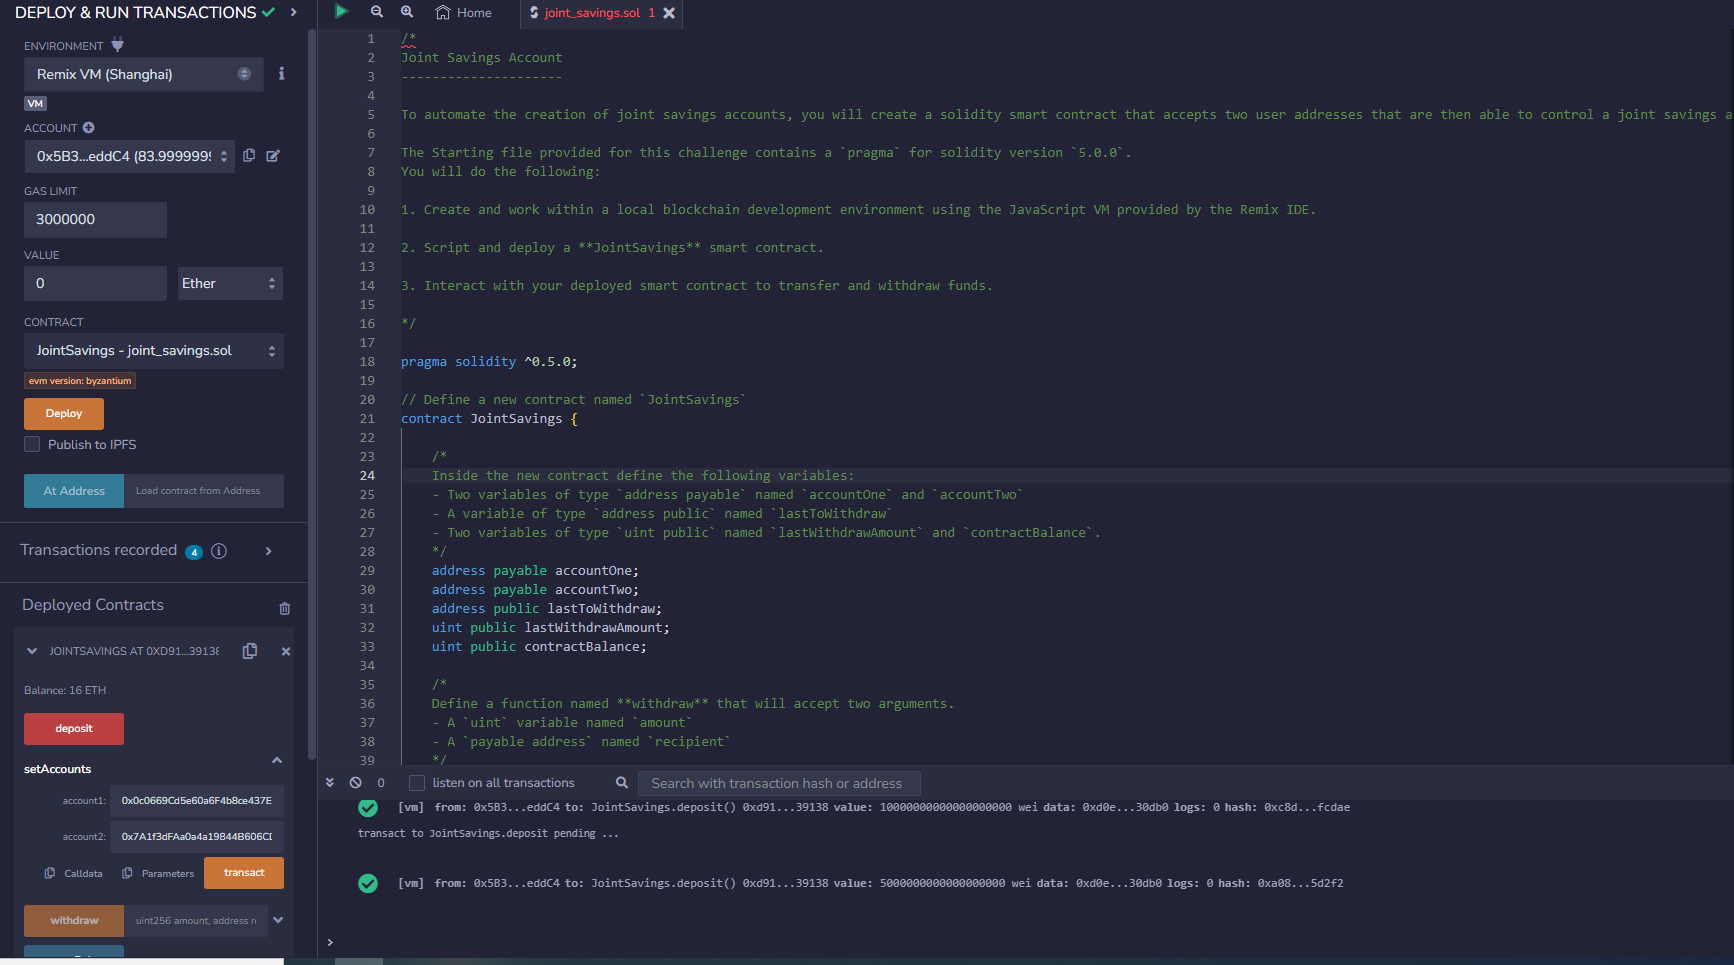 DEPLOY & RUN TRANSACTIONS
ENVIRONMENT
Remix VM (Shanghai)
VM
ACCOUNT
0x5B3...eddC4 (83.9999999
GAS LIMIT
3000000
VALUE
0
Ether
CONTRACT
JointSavings - joint_savings.sol
evm version: byzantium
Deploy
Publish to IPFS
At Address
Load contract from Address
Transactions recorded 4
Deployed Contracts
JOINTSAVINGS AT 0XD91...39138
Balance: 16 ETH
deposit
setAccounts
account1:
0x0c0669Cd5e60a6F4b8ce437E
account2:
0x7A1f3dFAa0a4a19844B606CD
Calldata
Parameters
transact
withdraw
uint256 amount, address r
Home
joint_savings.sol 1
1 /*
2 Joint Savings Account
3 ---------------------
4
5 To automate the creation of joint savings accounts, you will create a solidity smart contract that accepts two user addresses that are then able to control a joint savings a
6
7 The Starting file provided for this challenge contains a `pragma` for solidity version `5.0.0`.
8 You will do the following:
9
10 1. Create and work within a local blockchain development environment using the JavaScript VM provided by the Remix IDE.
11
12 2. Script and deploy a **JointSavings** smart contract.
13
14 3. Interact with your deployed smart contract to transfer and withdraw funds.
15
16 */
17
18 pragma solidity ^0.5.0;
19
20 // Define a new contract named `JointSavings`
21 contract JointSavings {
22
23 /*
24 Inside the new contract define the following variables:
25 - Two variables of type `address payable` named `accountOne` and `accountTwo`
26 - A variable of type `address public` named `lastToWithdraw`
27 - Two variables of type `uint public` named `lastWithdrawAmount` and `contractBalance`.
28 */
29 address payable accountOne;
30 address payable accountTwo;
31 address public lastToWithdraw;
32 uint public lastWithdrawAmount;
33 uint public contractBalance;
34
35 /*
36 Define a function named **withdraw** that will accept two arguments.
37 - A `uint` variable named `amount`
38 - A `payable address` named `recipient`
39 */
0
listen on all transactions
Search with transaction hash or address
[vm] from: 0x5B3...eddC4 to: JointSavings.deposit() 0xd91...39138 value: 10000000000000000000 wei data: 0xd0e...30db0 logs: 0 hash: 0xc8d...fcdae
transact to JointSavings.deposit pending ...
[vm] from: 0x5B3...eddC4 to: JointSavings.deposit() 0xd91...39138 value: 5000000000000000000 wei data: 0xd0e...30db0 logs: 0 hash: 0xa08...5d2f2
>